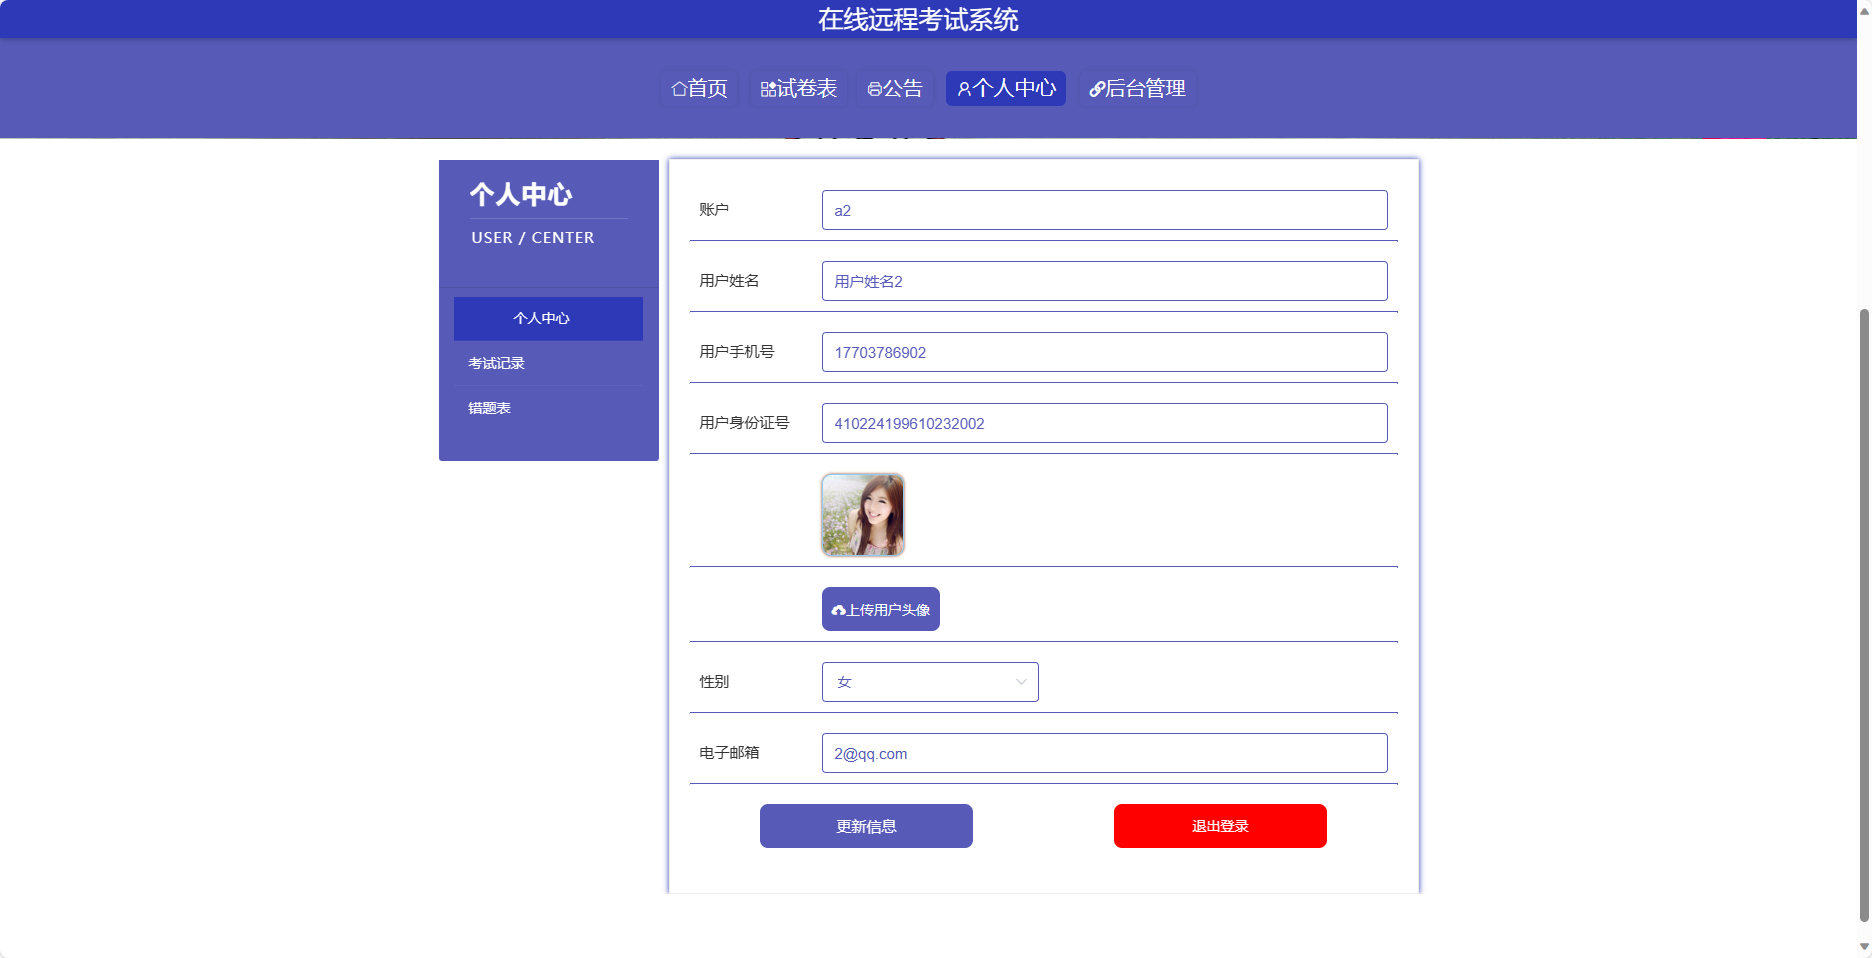 在线远程考试系统
首页
试卷表
公告
个人中心
后台管理
个人中心
USER / CENTER
个人中心
考试记录
错题表
账户
a2
用户姓名
用户姓名2
用户手机号
17703786902
用户身份证号
410224199610232002
上传用户头像
性别
女
电子邮箱
2@qq.com
更新信息
退出登录